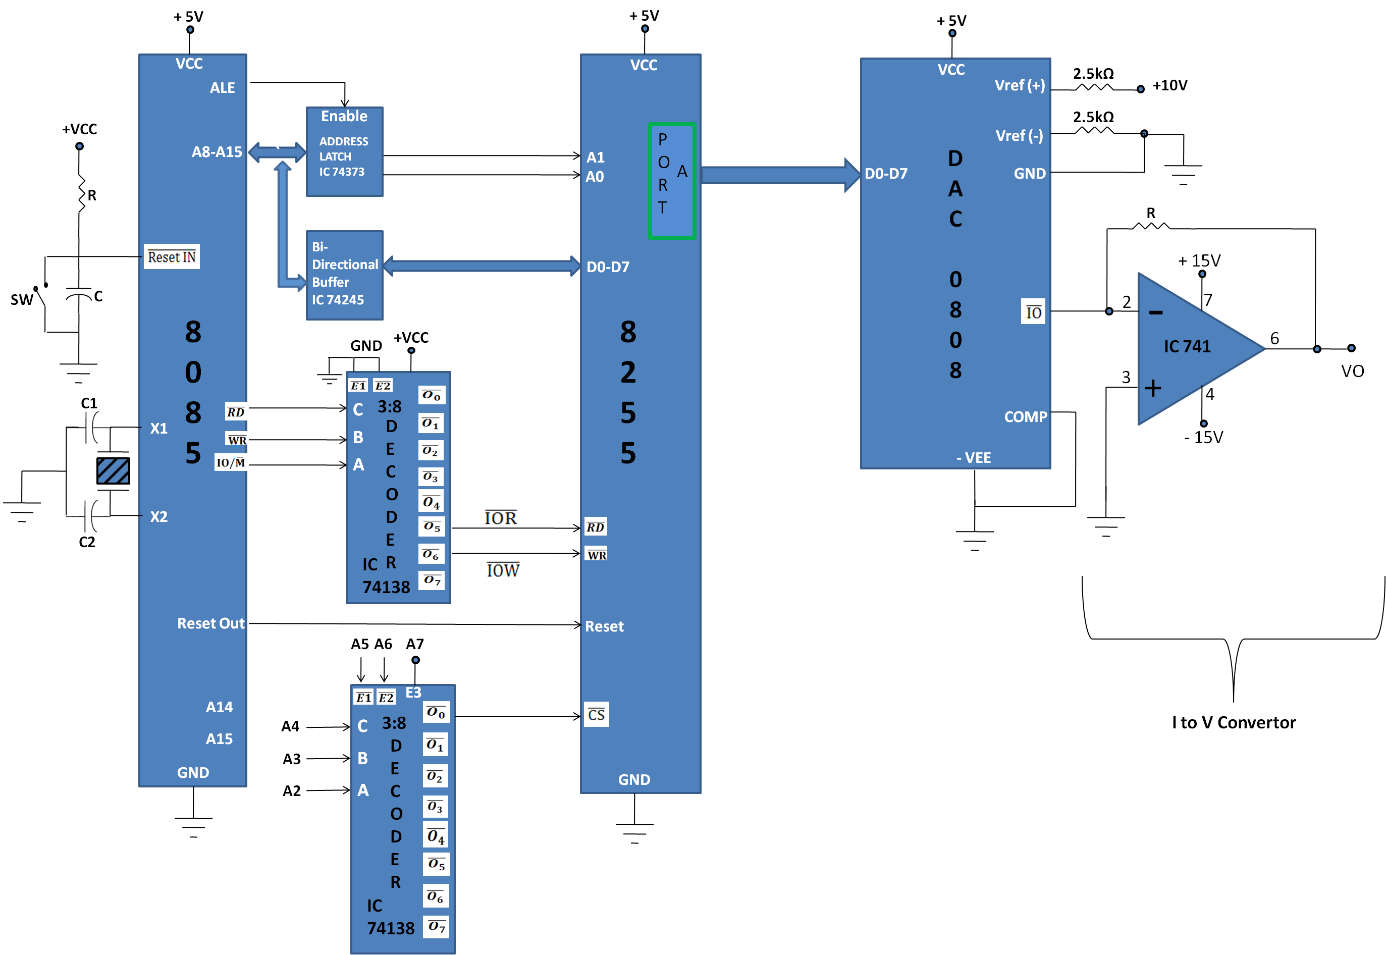 + 5V
VCC
ALE
A8-A15
+VCC
R
Reset IN
SW
C
8
0
8
5
C1
X1
RD
WR
IO/M
X2
C2
Reset Out
A14
A15
GND
Enable
ADDRESS
LATCH
IC 74373
Bi-
Directional
Buffer
IC 74245
GND
+VCC
E1 E2
C
B
A
3:8
D
E
C
O
D
E
R
IC
74138
O0
O1
O2
O3
O4
O5
O6
O7
IOR
IOW
A5 A6 A7
E1 E2 E3
A4
A3
A2
C
B
A
3:8
D
E
C
O
D
E
R
IC
74138
O0
O1
O2
O3
O4
O5
O6
O7
+ 5V
VCC
A1
A0
P
O
R
T
A
D0-D7
8
2
5
5
RD
WR
Reset
CS
GND
+ 5V
VCC
Vref (+)
2.5kΩ
+10V
Vref (-)
2.5kΩ
GND
D0-D7
D
A
C
0
8
0
8
IO
COMP
- VEE
R
+ 15V
7
2
-
IC 741
6
VO
3
+
4
- 15V
I to V Convertor